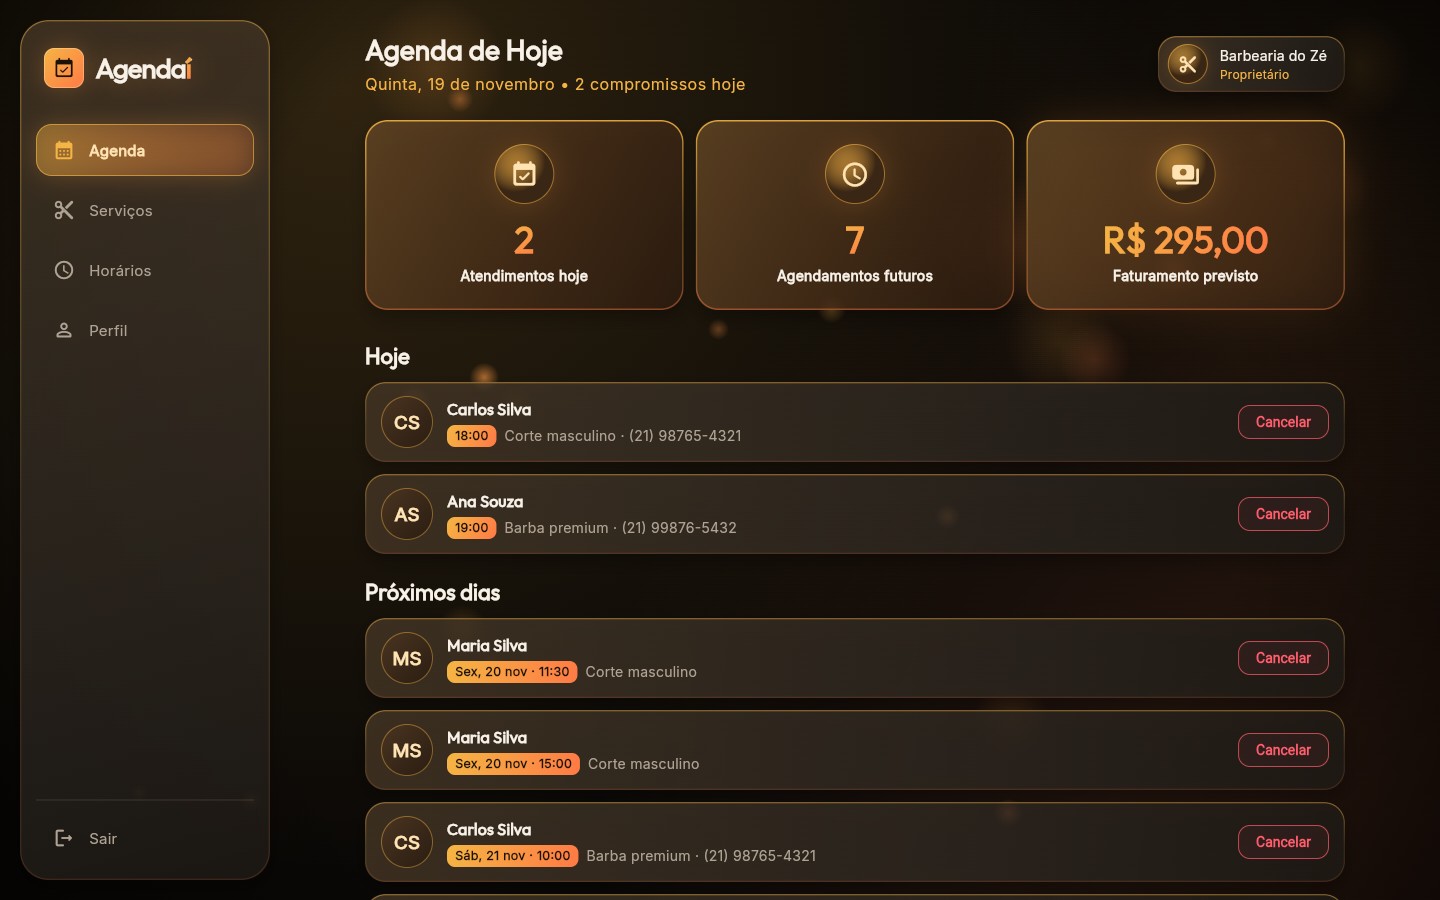 Agendaí
Agenda
Serviços
Horários
Perfil
Sair
Agenda de Hoje
Quinta, 19 de novembro • 2 compromissos hoje
Barbearia do Zé
Proprietário
2
Atendimentos hoje
7
Agendamentos futuros
R$ 295,00
Faturamento previsto
Hoje
CS
Carlos Silva
18:00 Corte masculino · (21) 98765-4321
Cancelar
AS
Ana Souza
19:00 Barba premium · (21) 99876-5432
Cancelar
Próximos dias
MS
Maria Silva
Sex, 20 nov · 11:30 Corte masculino
Cancelar
MS
Maria Silva
Sex, 20 nov · 15:00 Corte masculino
Cancelar
CS
Carlos Silva
Sáb, 21 nov · 10:00 Barba premium · (21) 98765-4321
Cancelar